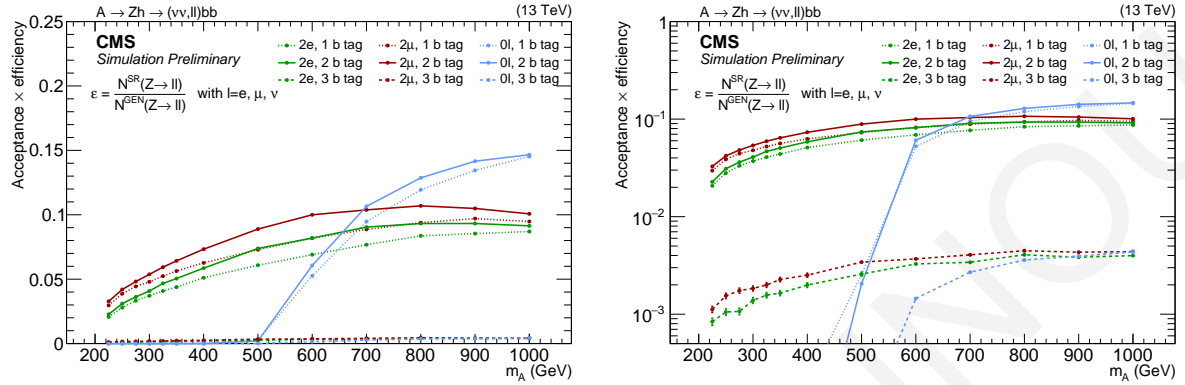 A → Zh → (νν,ll)bb (13 TeV)
CMS
Simulation Preliminary
2e, 1 b tag 2μ, 1 b tag 0l, 1 b tag
2e, 2 b tag 2μ, 2 b tag 0l, 2 b tag
2e, 3 b tag 2μ, 3 b tag 0l, 3 b tag
ε = N^SR(Z→ ll) / N^GEN(Z→ ll) with l=e, μ, ν
Acceptance × efficiency
0.25
0.2
0.15
0.1
0.05
0
200 300 400 500 600 700 800 900 1000
m_A (GeV)
A → Zh → (νν,ll)bb (13 TeV)
CMS
Simulation Preliminary
2e, 1 b tag 2μ, 1 b tag 0l, 1 b tag
2e, 2 b tag 2μ, 2 b tag 0l, 2 b tag
2e, 3 b tag 2μ, 3 b tag 0l, 3 b tag
ε = N^SR(Z→ ll) / N^GEN(Z→ ll) with l=e, μ, ν
Acceptance × efficiency
1
10^−1
10^−2
10^−3
200 300 400 500 600 700 800 900 1000
m_A (GeV)